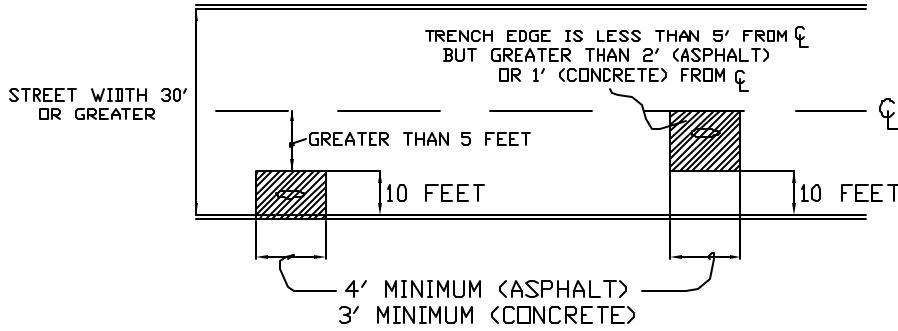 TRENCH EDGE IS LESS THAN 5' FROM ℄
BUT GREATER THAN 2' (ASPHALT)
OR 1' (CONCRETE) FROM ℄
STREET WIDTH 30'
OR GREATER
℄
GREATER THAN 5 FEET
10 FEET
10 FEET
4' MINIMUM (ASPHALT)
3' MINIMUM (CONCRETE)